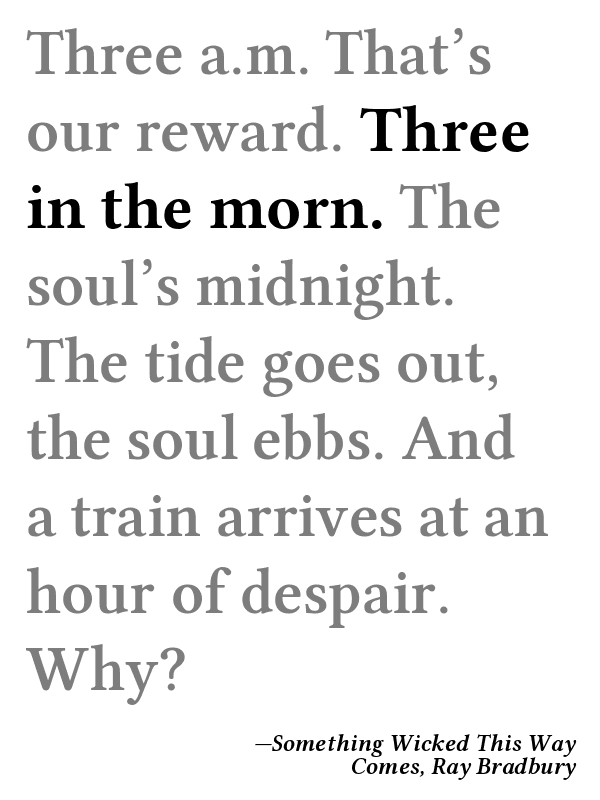 Three a.m. That’s
our reward. Three
in the morn. The
soul’s midnight.
The tide goes out,
the soul ebbs. And
a train arrives at an
hour of despair.
Why?
—Something Wicked This Way
Comes, Ray Bradbury